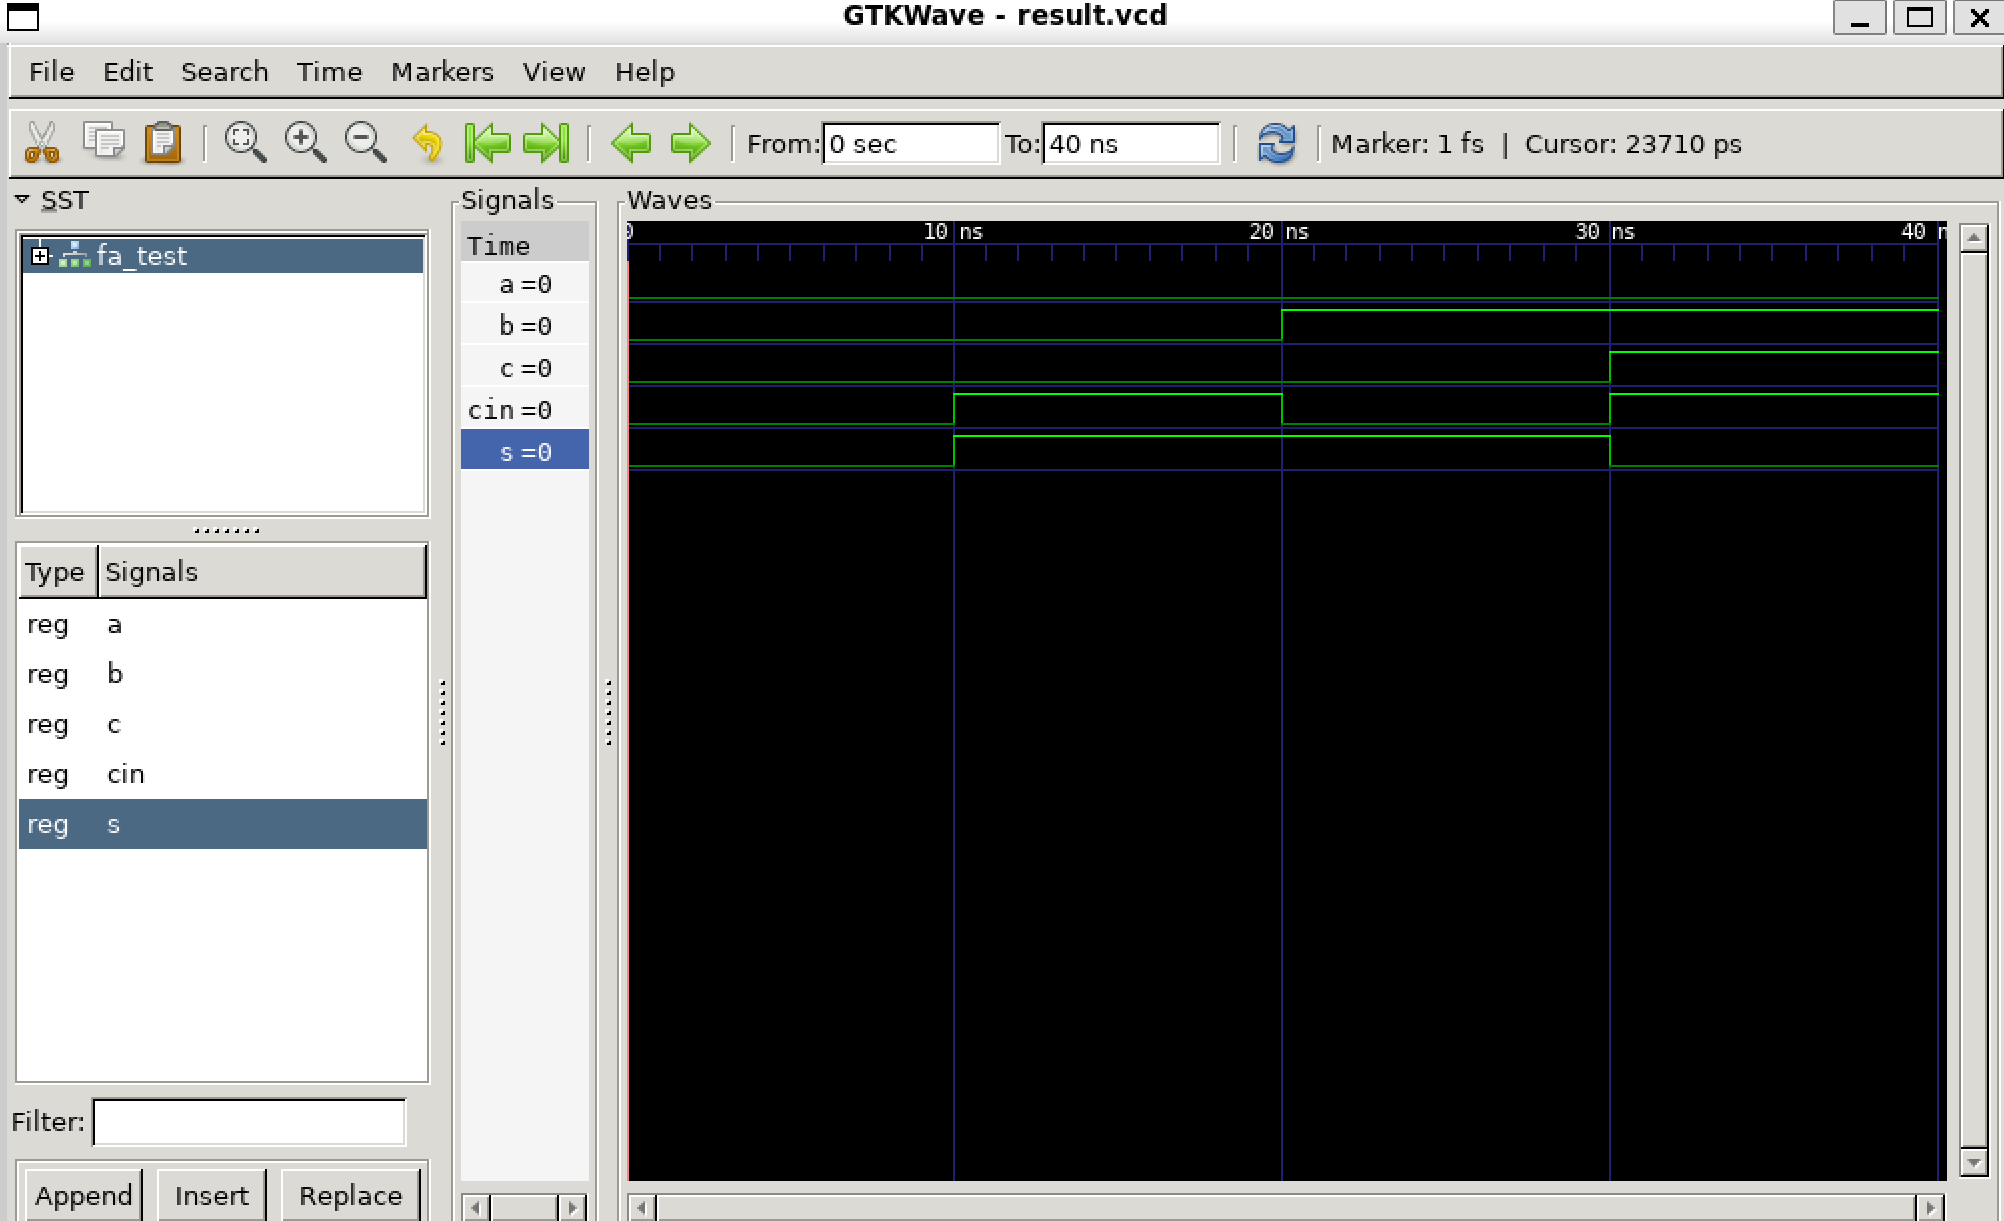 GTKWave - result.vcd
File Edit Search Time Markers View Help
From: 0 sec To: 40 ns Marker: 1 fs | Cursor: 23710 ps
SST
fa_test
Type Signals
reg a
reg b
reg c
reg cin
reg s
Filter:
Append Insert Replace
Signals
Time
a=0
b=0
c=0
cin=0
s=0
Waves
0 10 ns 20 ns 30 ns 40 n